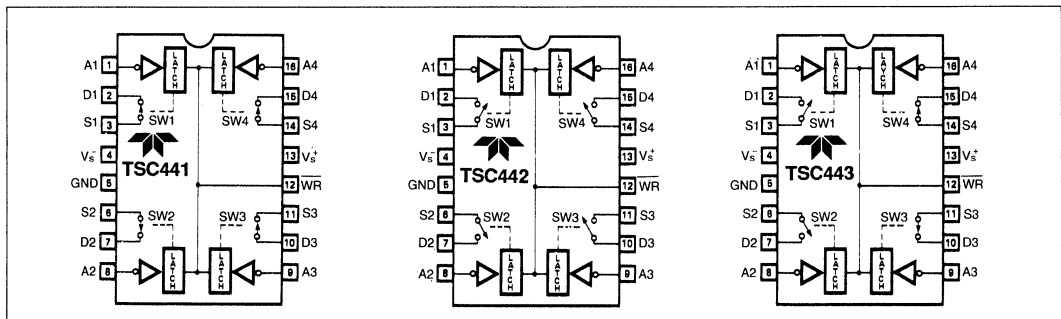 A1 1 LATCH LATCH 16 A4
D1 2 15 D4
SW1 SW4
S1 3 14 S4
Vs- 4 13 Vs+
TSC441
GND 5 12 WR
S2 6 SW2 SW3 11 S3
D2 7 10 D3
A2 8 LATCH LATCH 9 A3
A1 1 LATCH LATCH 16 A4
D1 2 15 D4
SW1 SW4
S1 3 14 S4
Vs- 4 13 Vs+
TSC442
GND 5 12 WR
S2 6 SW2 SW3 11 S3
D2 7 10 D3
A2 8 LATCH LATCH 9 A3
A1 1 LATCH LATCH 16 A4
D1 2 15 D4
SW1 SW4
S1 3 14 S4
Vs- 4 13 Vs+
TSC443
GND 5 12 WR
S2 6 SW2 SW3 11 S3
D2 7 10 D3
A2 8 LATCH LATCH 9 A3